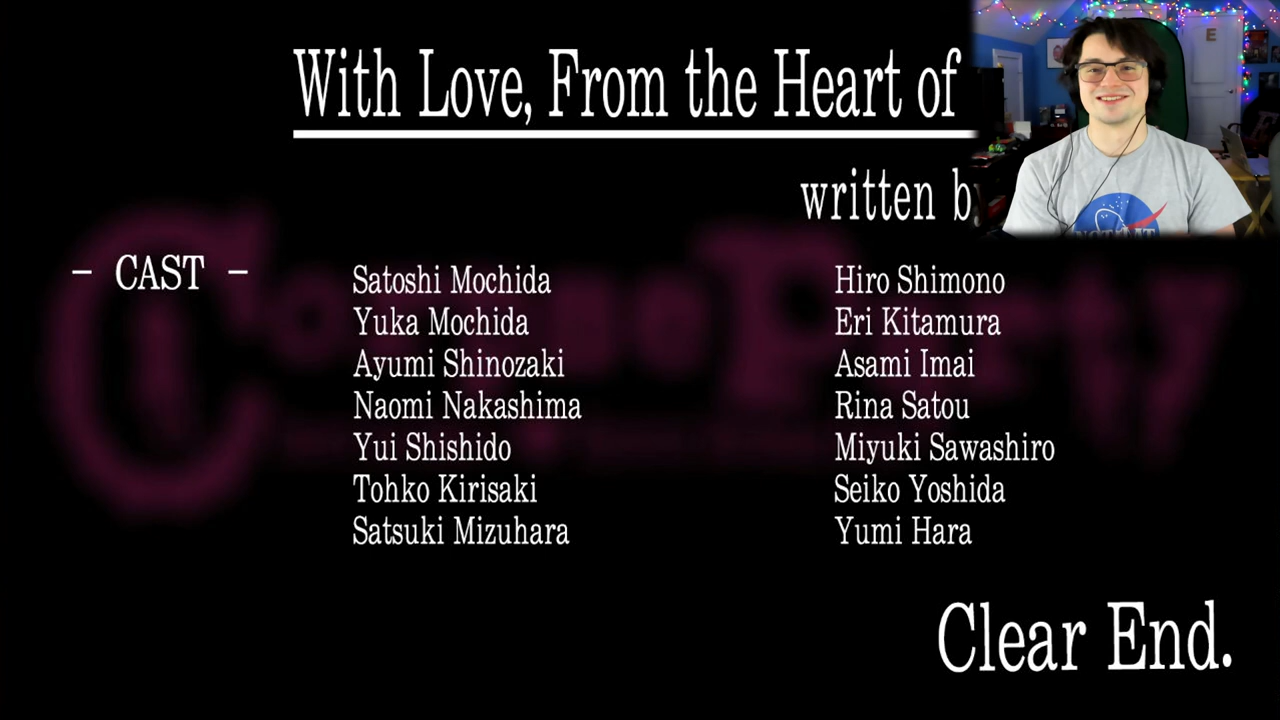 With Love, From the Heart of
written by
- CAST -
Satoshi Mochida Hiro Shimono
Yuka Mochida Eri Kitamura
Ayumi Shinozaki Asami Imai
Naomi Nakashima Rina Satou
Yui Shishido Miyuki Sawashiro
Tohko Kirisaki Seiko Yoshida
Satsuki Mizuhara Yumi Hara
Clear End.
E